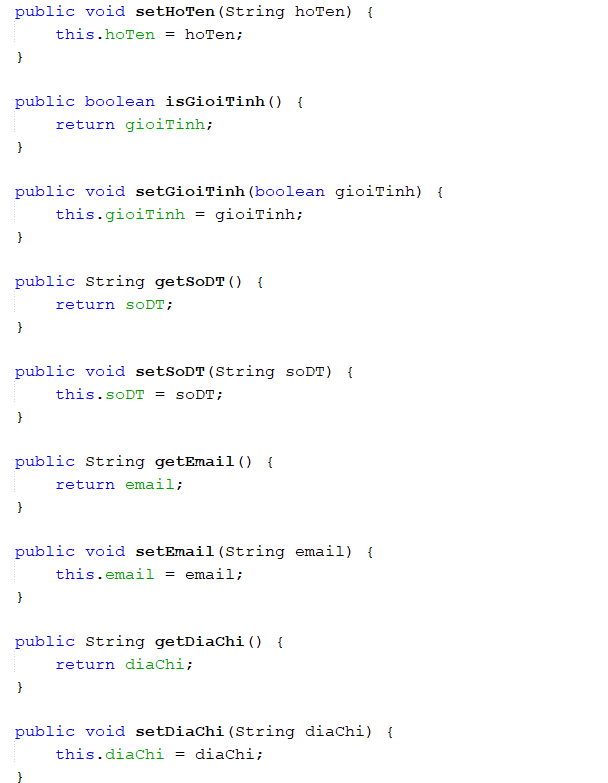 public void setHoTen(String hoTen) {
    this.hoTen = hoTen;
}

public boolean isGioiTinh() {
    return gioiTinh;
}

public void setGioiTinh(boolean gioiTinh) {
    this.gioiTinh = gioiTinh;
}

public String getSoDT() {
    return soDT;
}

public void setSoDT(String soDT) {
    this.soDT = soDT;
}

public String getEmail() {
    return email;
}

public void setEmail(String email) {
    this.email = email;
}

public String getDiaChi() {
    return diaChi;
}

public void setDiaChi(String diaChi) {
    this.diaChi = diaChi;
}